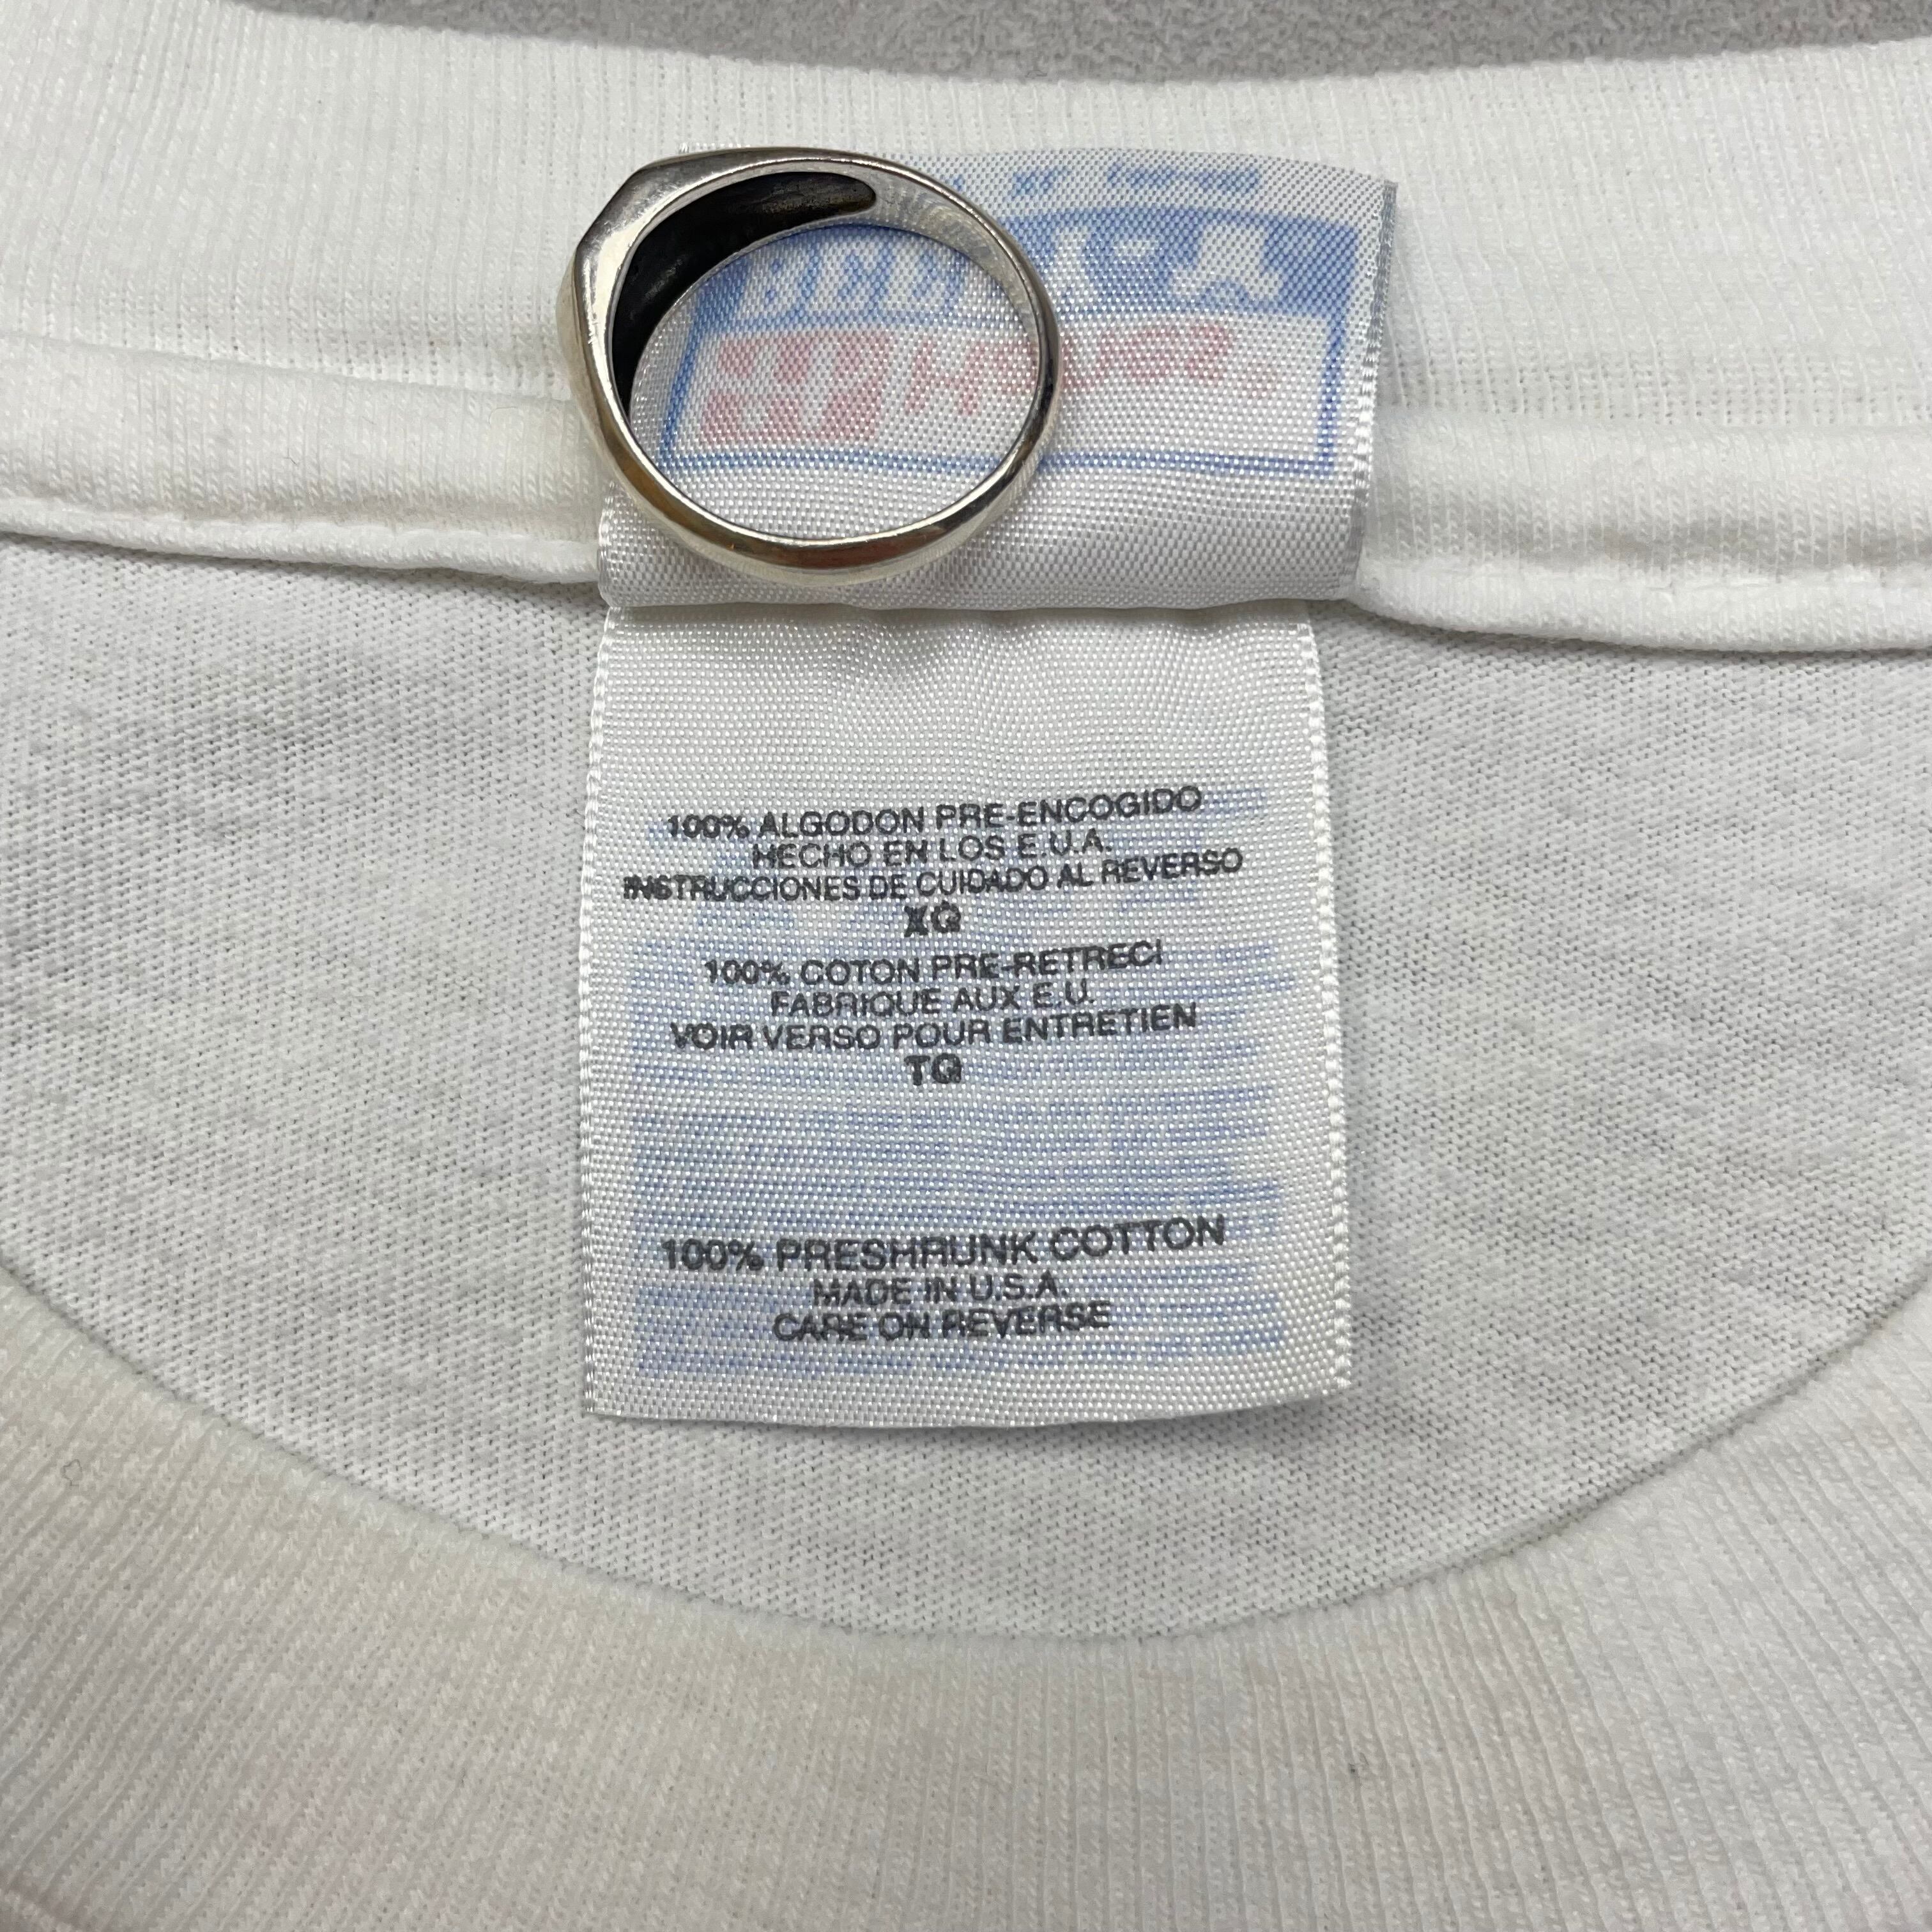 100% ALGODON PRE-ENCOGIDO
HECHO EN LOS E.U.A.
INSTRUCCIONES DE CUIDADO AL REVERSO
XG
100% COTON PRE-RETRECI
FABRIQUE AUX E.U.
VOIR VERSO POUR ENTRETIEN
TG
100% PRESHRUNK COTTON
MADE IN U.S.A.
CARE ON REVERSE